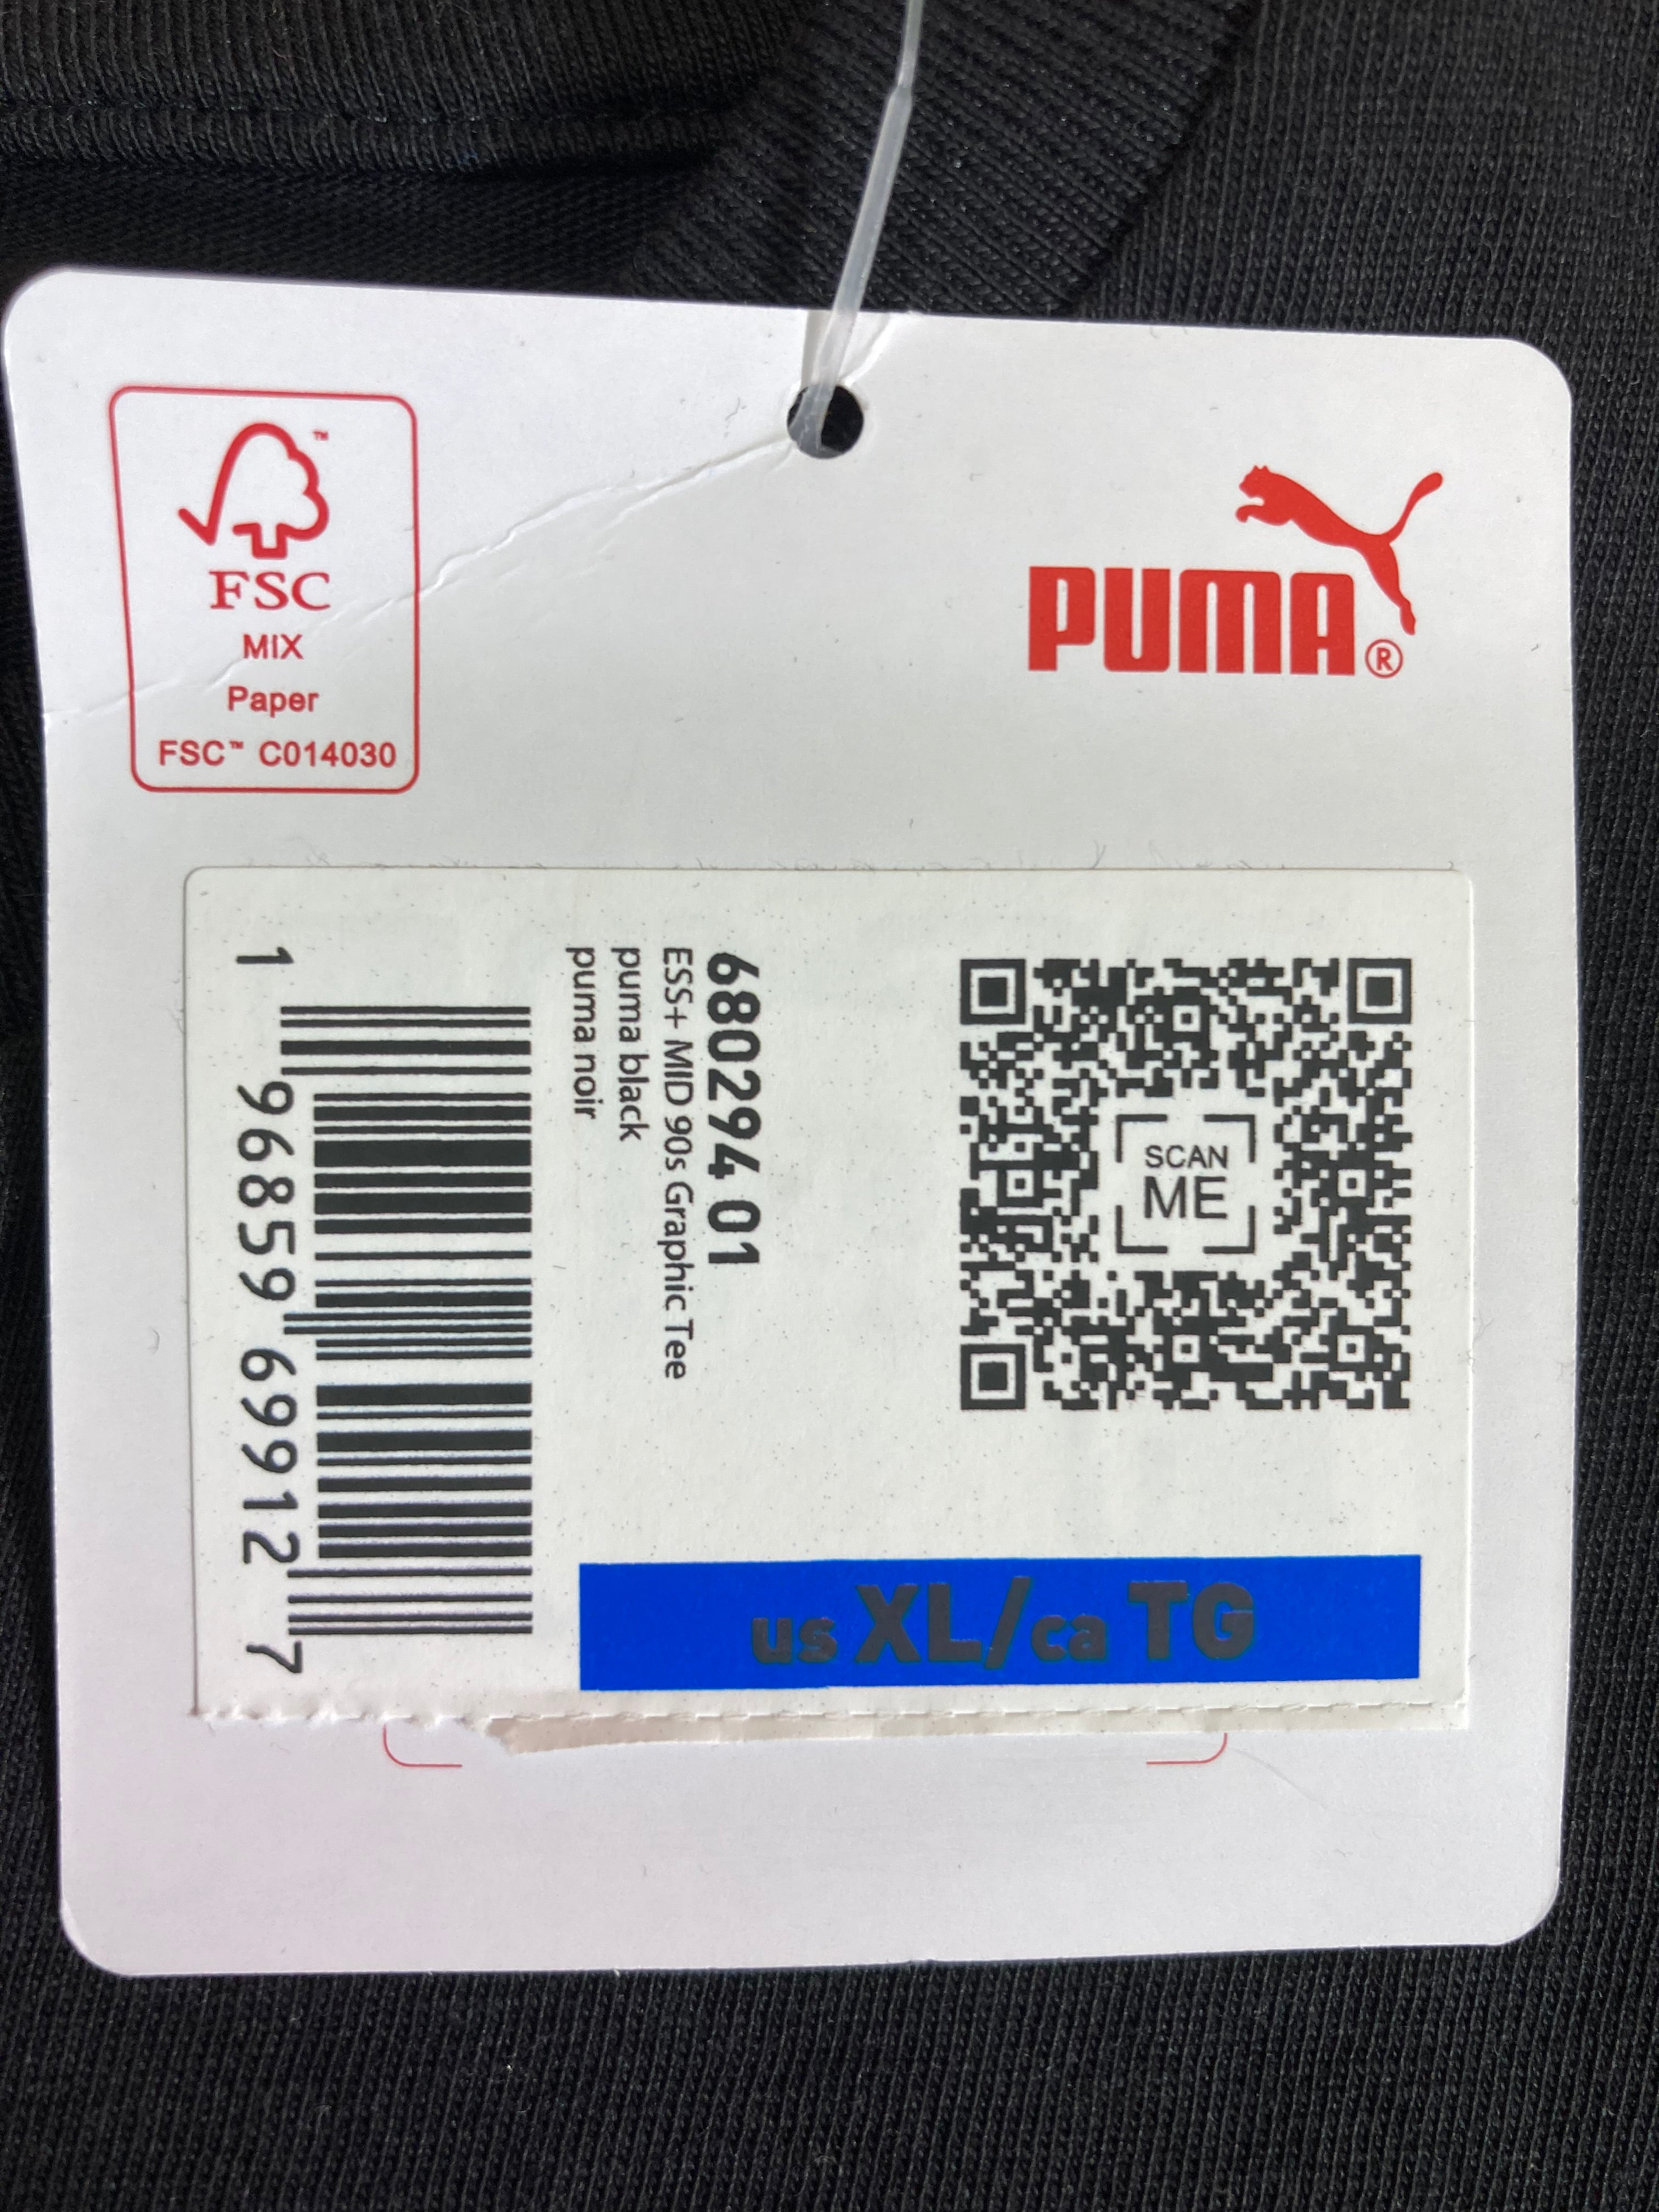 ™
FSC
MIX
Paper
FSC™ C014030
PUMA®
SCAN
ME
680294 01
ESS+ MID 90s Graphic Tee
puma black
puma noir
1 96859 69912 7
us XL/ca TG